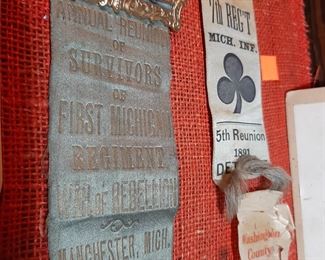 ANNUAL REUNION
OF
SURVIVORS
OF
FIRST MICHIGAN
REGIMENT
WAR OF REBELLION
MANCHESTER, MICH.
7th REG'T
MICH. INF.
5th Reunion
1891
DET
Washington
County